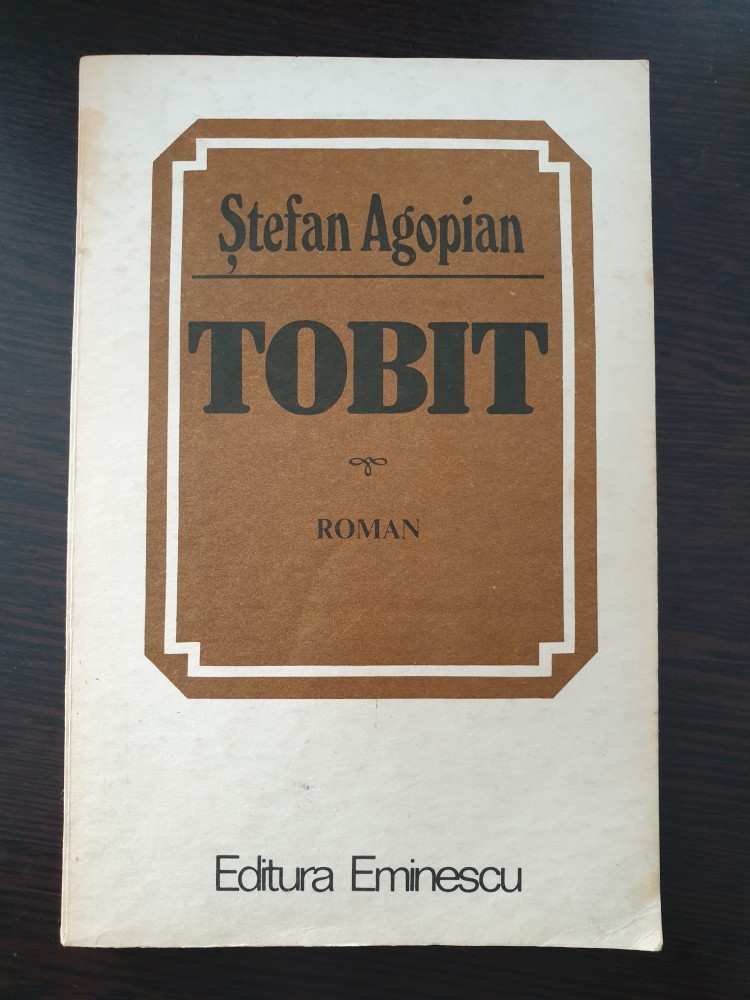 Ștefan Agopian
TOBIT
ROMAN
Editura Eminescu